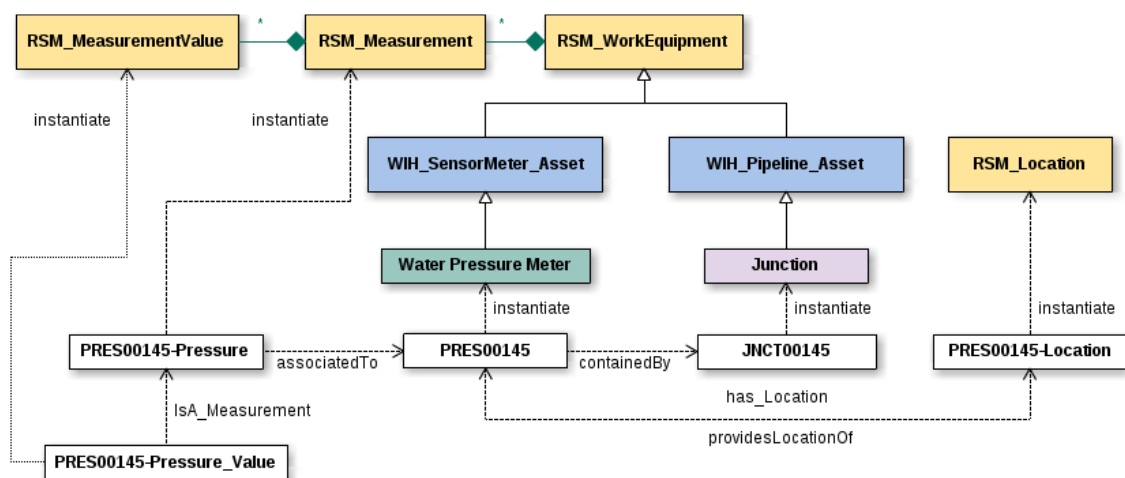 *
*
RSM_MeasurementValue
RSM_Measurement
RSM_WorkEquipment
instantiate
instantiate
WIH_SensorMeter_Asset
WIH_Pipeline_Asset
RSM_Location
Water Pressure Meter
Junction
instantiate
instantiate
instantiate
PRES00145-Pressure
associatedTo
PRES00145
containedBy
JNCT00145
PRES00145-Location
has_Location
IsA_Measurement
providesLocationOf
PRES00145-Pressure_Value